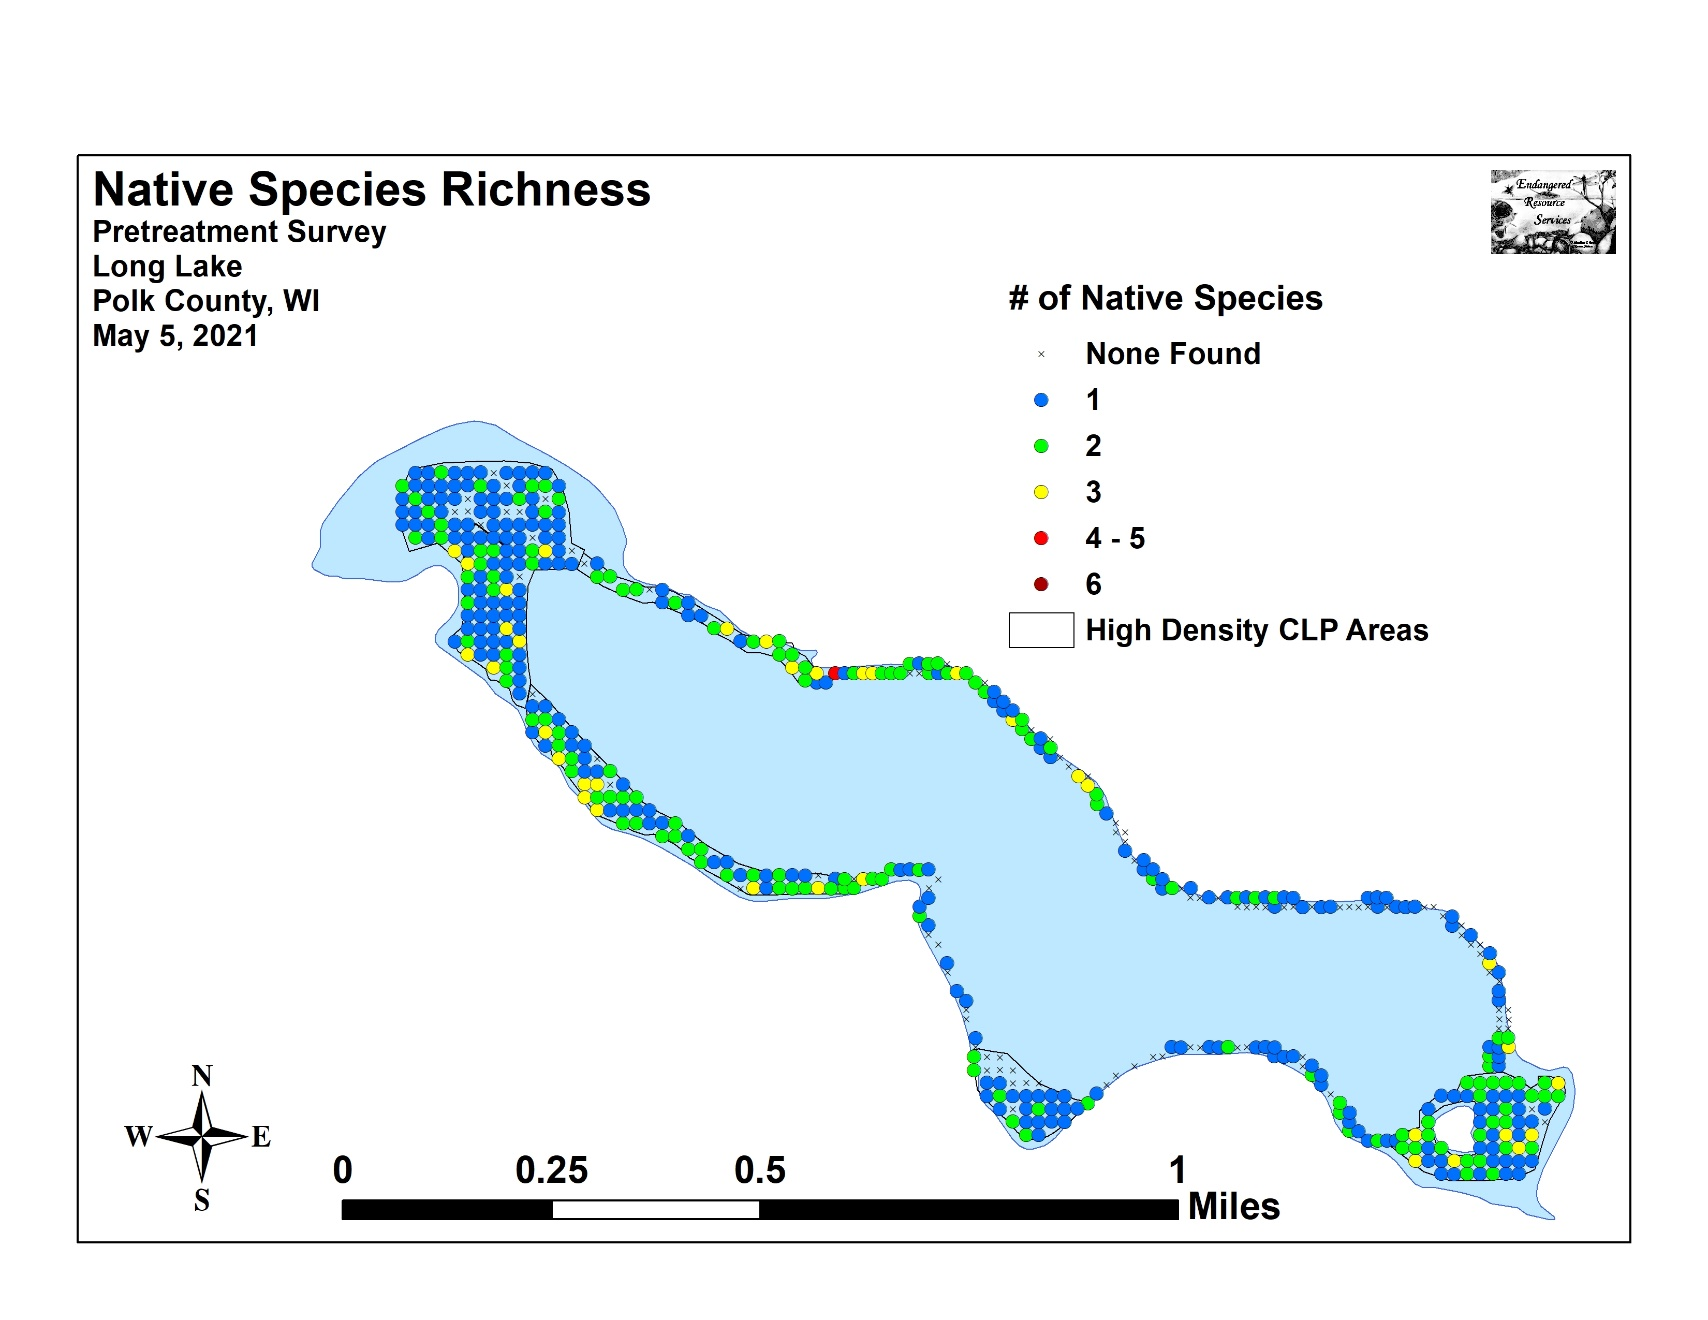 Native Species Richness
Pretreatment Survey
Long Lake
Polk County, WI
May 5, 2021
Endangered
Resource
Services
# of Native Species
None Found
1
2
3
4 - 5
6
High Density CLP Areas
N
W E
S
0 0.25 0.5 1
Miles